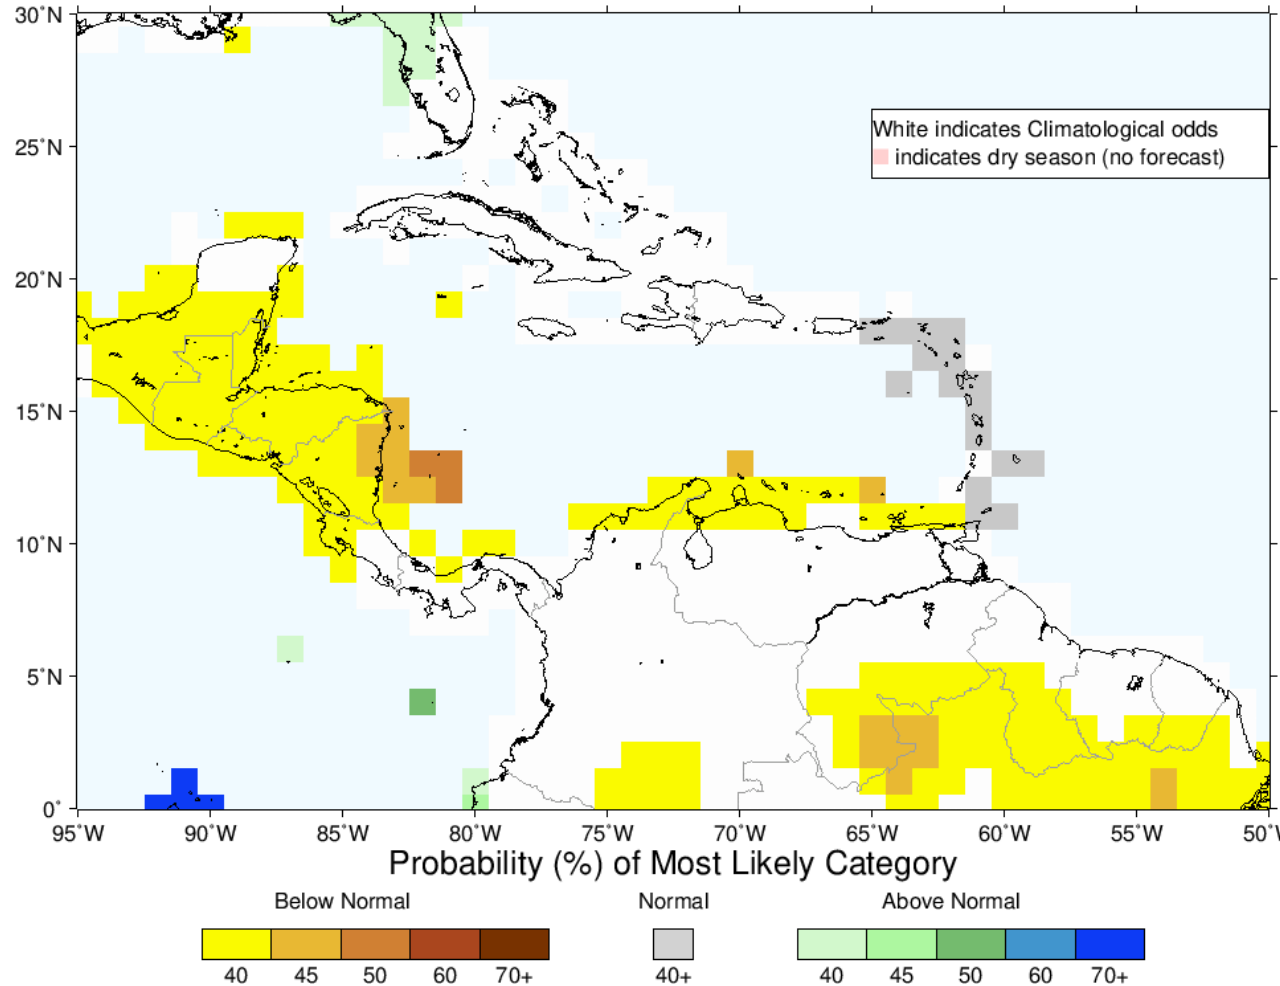 30°N
25°N
20°N
15°N
10°N
5°N
0°
White indicates Climatological odds
indicates dry season (no forecast)
95°W 90°W 85°W 80°W 75°W 70°W 65°W 60°W 55°W 50°W
Probability (%) of Most Likely Category
Below Normal Normal Above Normal
40 45 50 60 70+ 40+ 40 45 50 60 70+